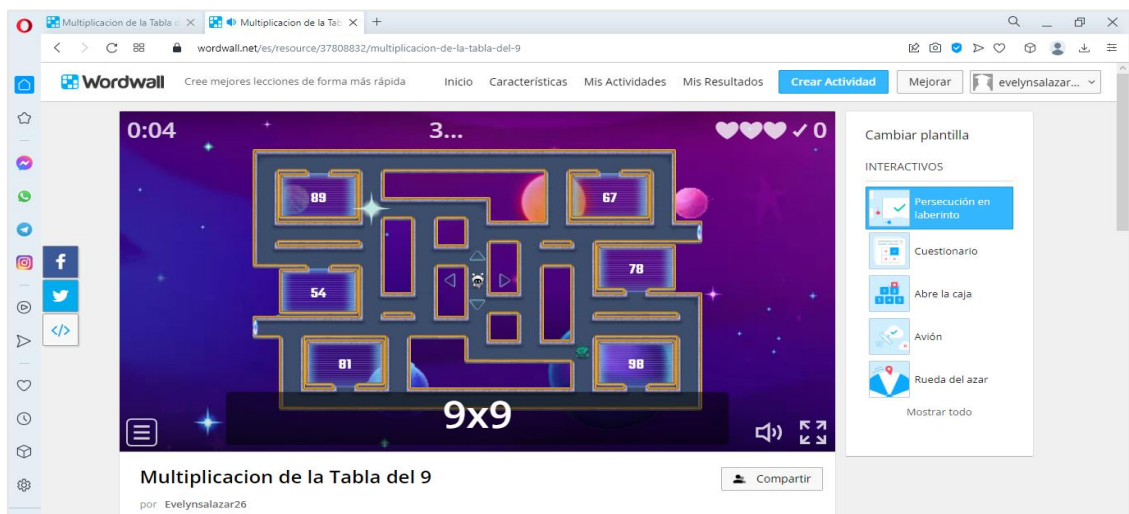 Multiplicacion de la Tabla d
Multiplicacion de la Tab
wordwall.net/es/resource/37808832/multiplicacion-de-la-tabla-del-9
Wordwall
Cree mejores lecciones de forma más rápida
Inicio
Características
Mis Actividades
Mis Resultados
Crear Actividad
Mejorar
evelynsalazar...
0:04
3...
✓ 0
89
67
78
54
81
98
9x9
Cambiar plantilla
INTERACTIVOS
Persecución en
laberinto
Cuestionario
Abre la caja
Avión
Rueda del azar
Mostrar todo
Multiplicacion de la Tabla del 9
Compartir
por Evelynsalazar26